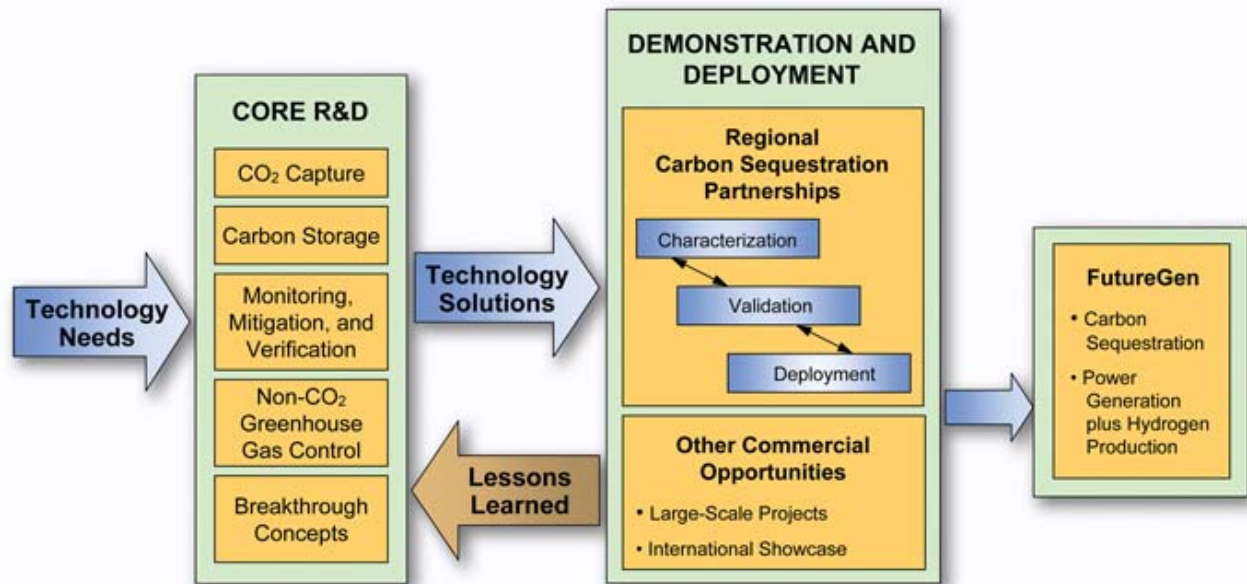 Technology
Needs
CORE R&D
CO₂ Capture
Carbon Storage
Monitoring,
Mitigation, and
Verification
Non-CO₂
Greenhouse
Gas Control
Breakthrough
Concepts
Technology
Solutions
Lessons
Learned
DEMONSTRATION AND
DEPLOYMENT
Regional
Carbon Sequestration
Partnerships
Characterization
Validation
Deployment
Other Commercial
Opportunities
• Large-Scale Projects
• International Showcase
FutureGen
• Carbon
Sequestration
• Power
Generation
plus Hydrogen
Production